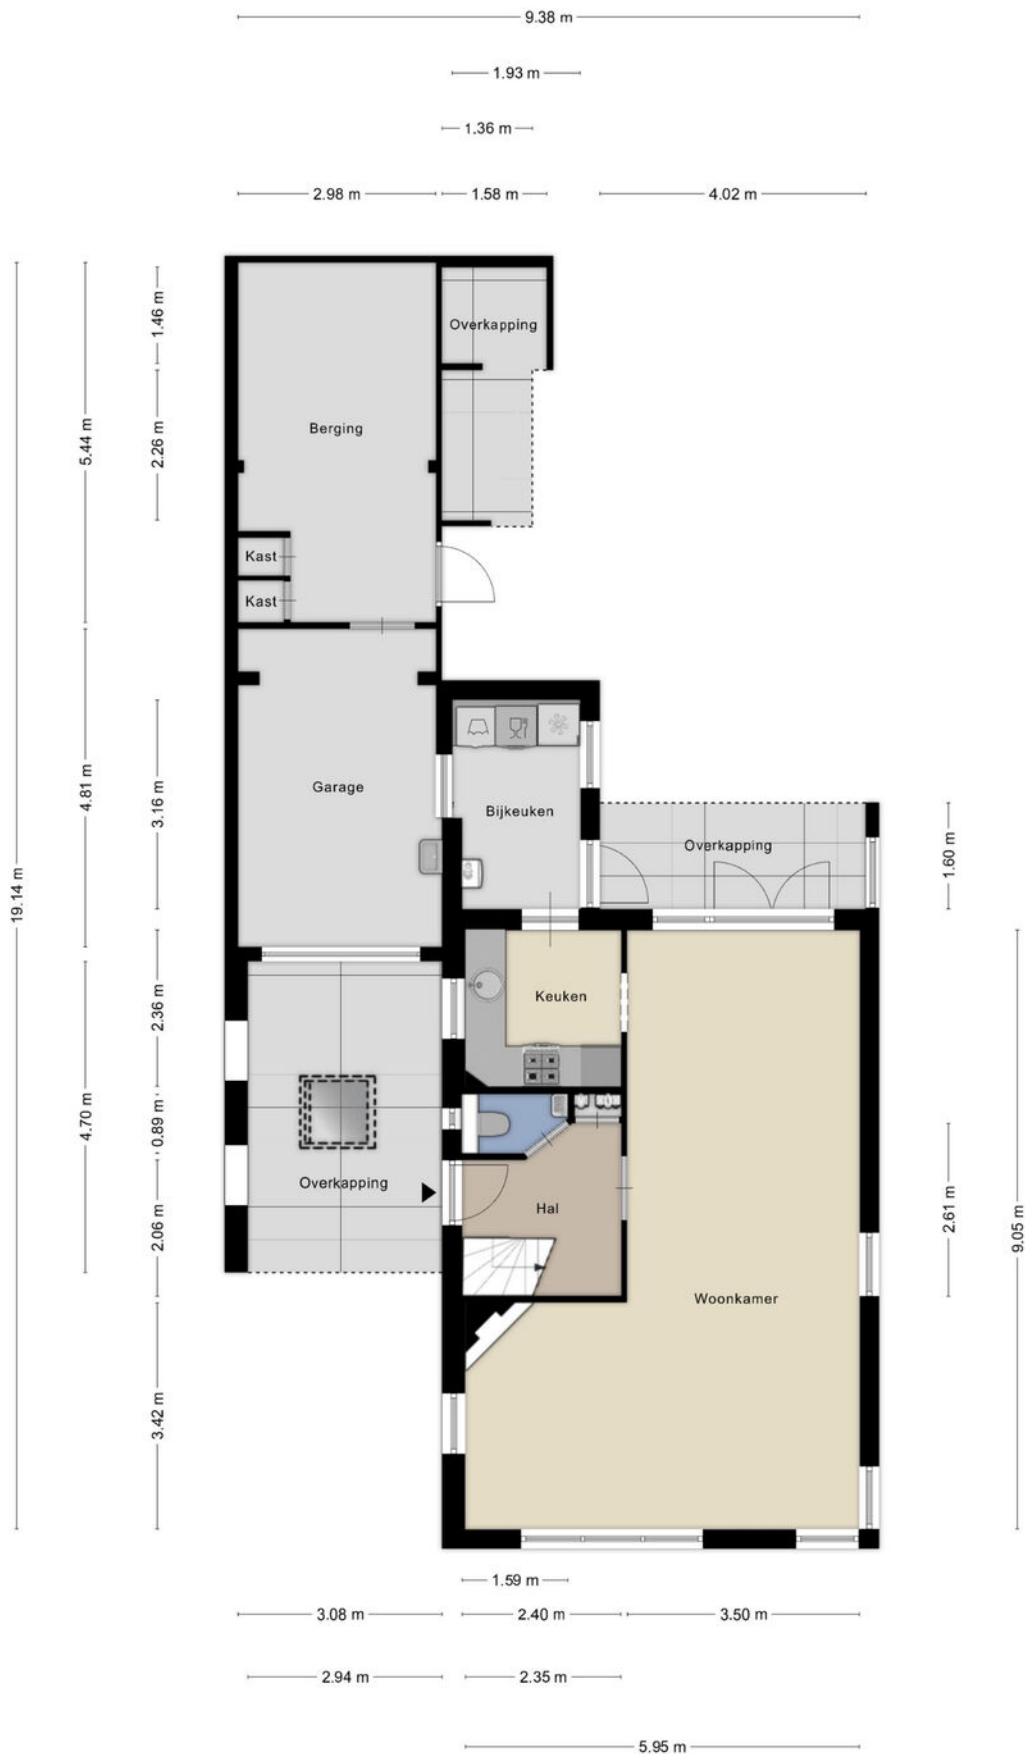 9.38 m
1.93 m
1.36 m
2.98 m
1.58 m
4.02 m
1.46 m
Overkapping
5.44 m
2.26 m
Berging
Kast
Kast
4.81 m
3.16 m
Garage
Bijkeuken
Overkapping
1.60 m
19.14 m
2.36 m
Keuken
4.70 m
0.89 m
Overkapping
2.06 m
Hal
2.61 m
9.05 m
Woonkamer
3.42 m
1.59 m
3.08 m
2.40 m
3.50 m
2.94 m
2.35 m
5.95 m